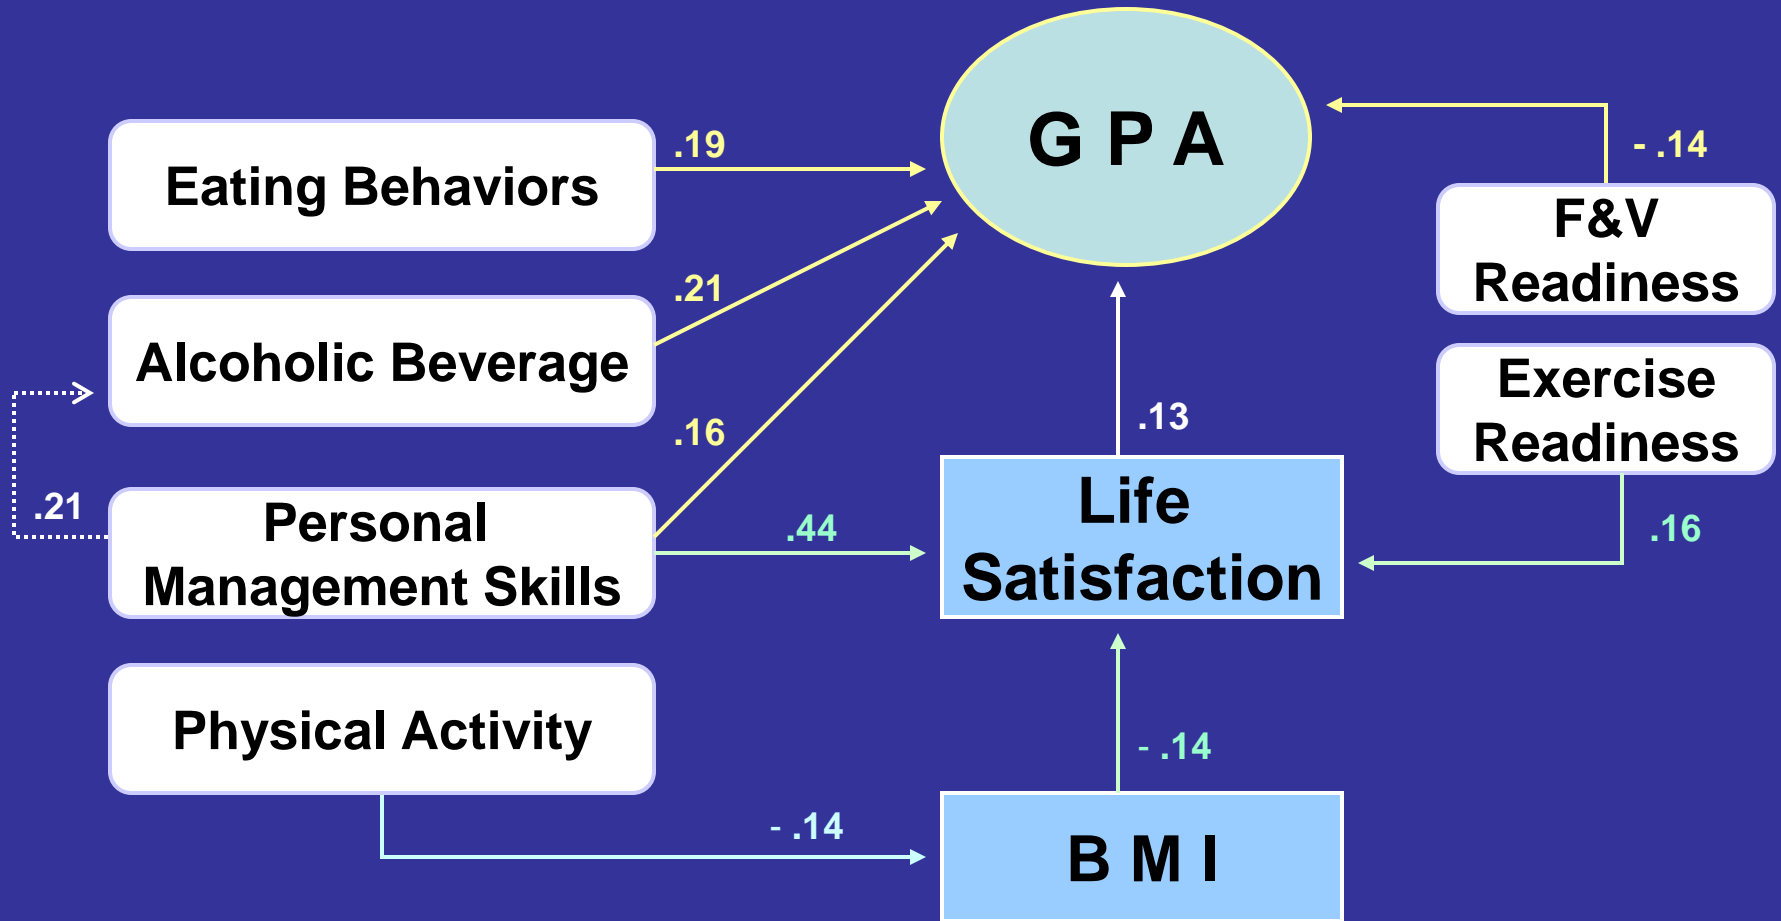 G P A
.19
- .14
Eating Behaviors
F&V
Readiness
.21
Alcoholic Beverage
Exercise
Readiness
.13
.16
.21
Personal
Management Skills
.44
Life
Satisfaction
.16
Physical Activity
- .14
- .14
B M I